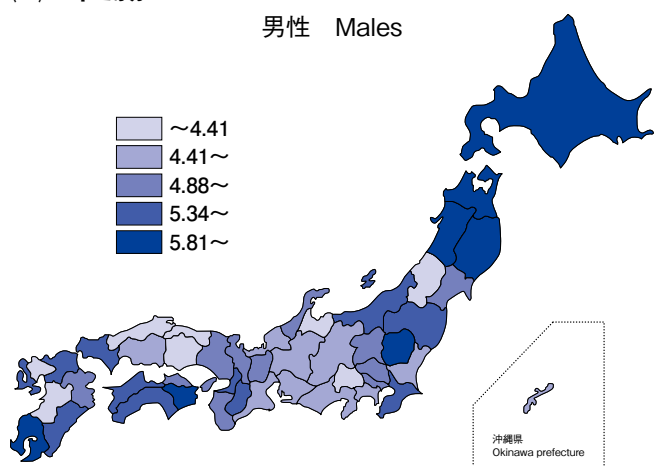 男性 Males
～4.41
4.41～
4.88～
5.34～
5.81～
沖縄県
Okinawa prefecture